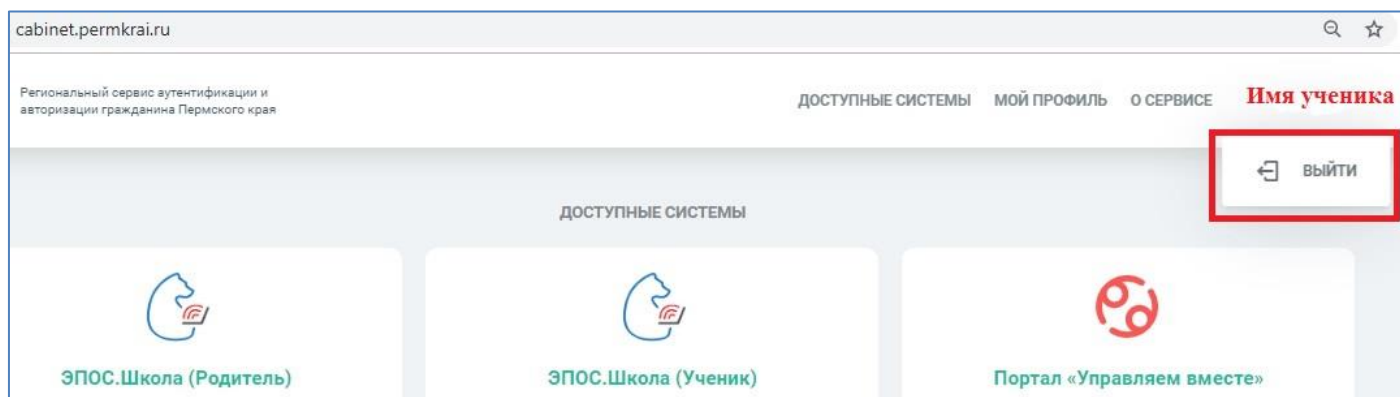 cabinet.permkrai.ru
Региональный сервис аутентификации и
авторизации гражданина Пермского края
ДОСТУПНЫЕ СИСТЕМЫ МОЙ ПРОФИЛЬ О СЕРВИСЕ Имя ученика
ВЫЙТИ
ДОСТУПНЫЕ СИСТЕМЫ
ЭПОС.Школа (Родитель) ЭПОС.Школа (Ученик) Портал «Управляем вместе»